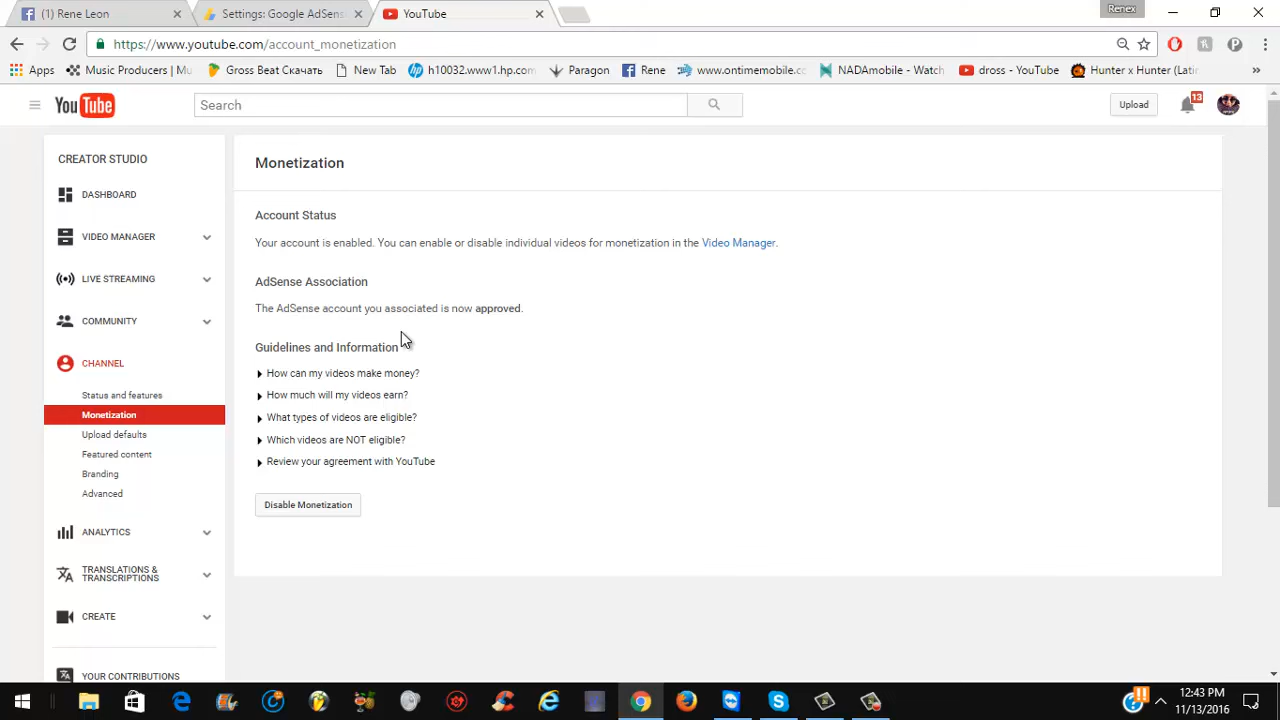 (1) Rene Leon
Settings: Google AdSens
YouTube
Renex
https://www.youtube.com/account_monetization
Apps
Music Producers | Mu
Gross Beat Скачать
New Tab
h10032.www1.hp.com
Paragon
Rene
www.ontimemobile.cc
NADAmobile - Watch
dross - YouTube
Hunter x Hunter (Latir
YouTube
Search
Upload
13
CREATOR STUDIO
DASHBOARD
VIDEO MANAGER
LIVE STREAMING
COMMUNITY
CHANNEL
Status and features
Monetization
Upload defaults
Featured content
Branding
Advanced
ANALYTICS
TRANSLATIONS &
TRANSCRIPTIONS
CREATE
YOUR CONTRIBUTIONS
Monetization
Account Status
Your account is enabled. You can enable or disable individual videos for monetization in the Video Manager.
AdSense Association
The AdSense account you associated is now approved.
Guidelines and Information
How can my videos make money?
How much will my videos earn?
What types of videos are eligible?
Which videos are NOT eligible?
Review your agreement with YouTube
Disable Monetization
12:43 PM
11/13/2016